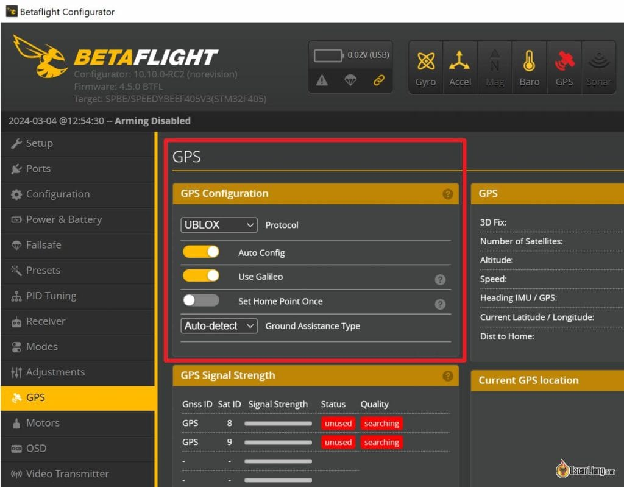 Betaflight Configurator
BETAFLIGHT
Configurator: 10.10.0-RC2 (norevision)
Firmware: 4.5.0 BTFL
Target: SPBE/SPEEDYBEEF405V3(STM32F405)
0.02V (USB)
Gyro
Accel
Mag
Baro
GPS
Sonar
2024-03-04 @12:54:30 -- Arming Disabled
Setup
Ports
Configuration
Power & Battery
Failsafe
Presets
PID Tuning
Receiver
Modes
Adjustments
GPS
Motors
OSD
Video Transmitter
GPS
GPS Configuration
UBLOX Protocol
Auto Config
Use Galileo
Set Home Point Once
Auto-detect Ground Assistance Type
GPS Signal Strength
Gnss ID Sat ID Signal Strength Status Quality
GPS 8 unused searching
GPS 9 unused searching
- -
- -
GPS
3D Fix:
Number of Satellites:
Altitude:
Speed:
Heading IMU / GPS:
Current Latitude / Longitude:
Dist to Home:
Current GPS location